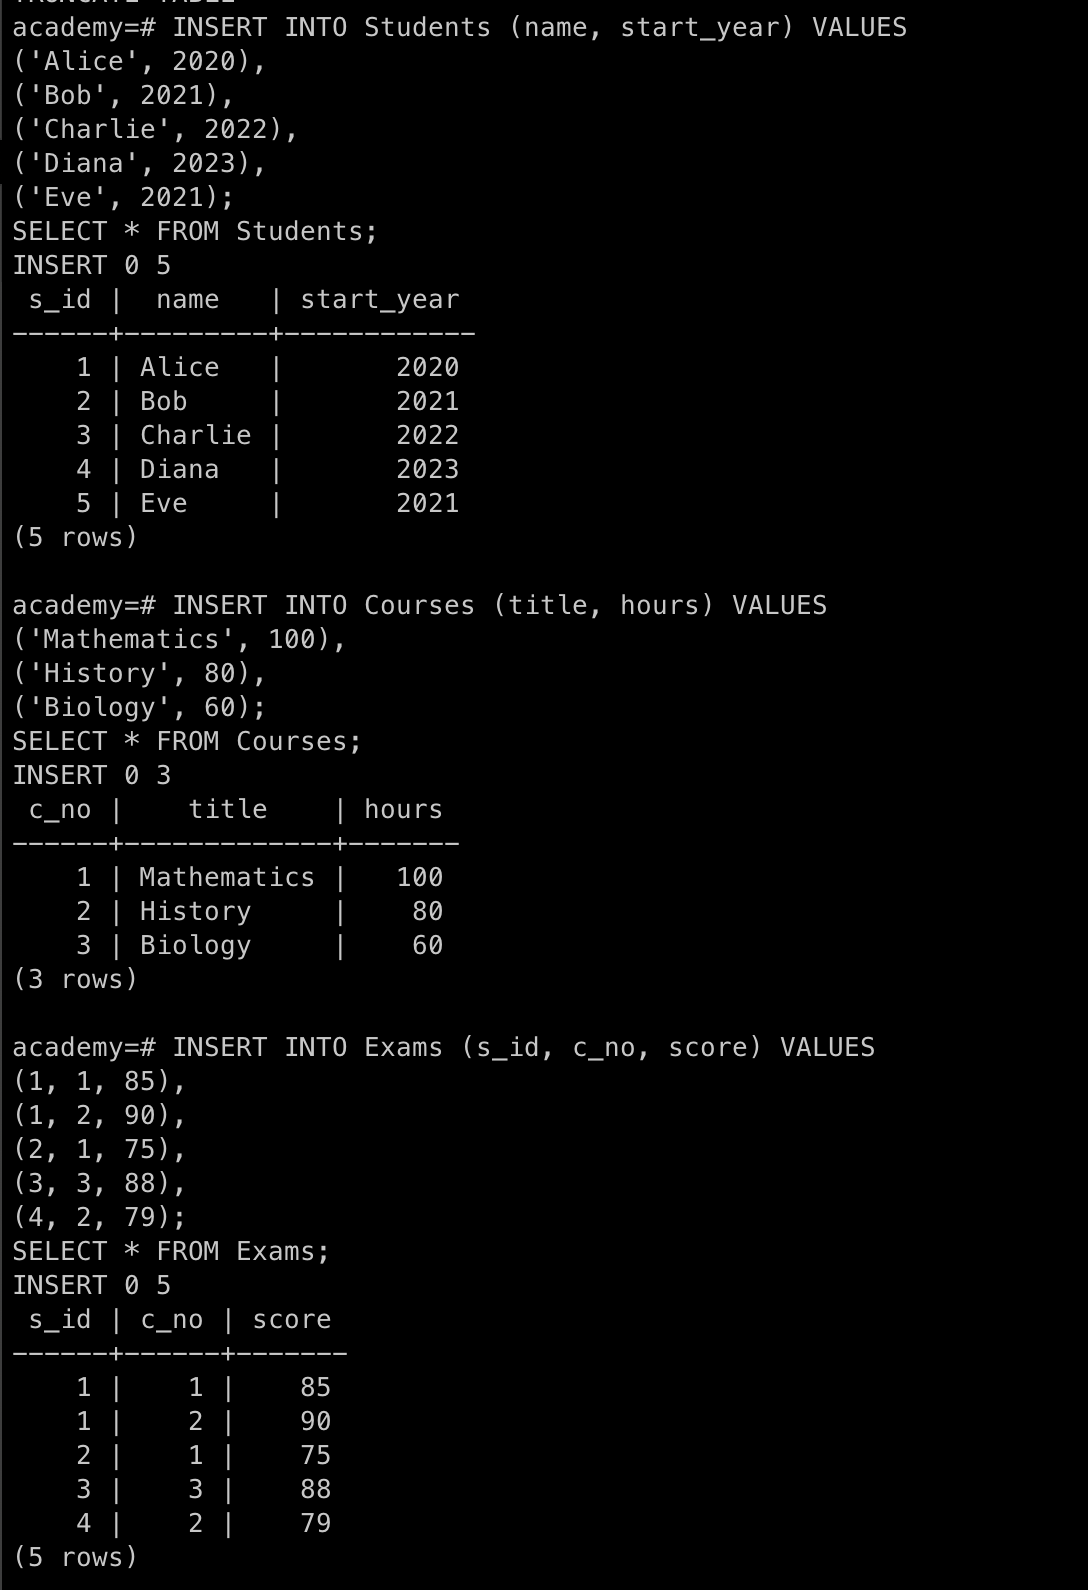 TRUNCATE TABLE
academy=# INSERT INTO Students (name, start_year) VALUES
('Alice', 2020),
('Bob', 2021),
('Charlie', 2022),
('Diana', 2023),
('Eve', 2021);
SELECT * FROM Students;
INSERT 0 5
 s_id |  name   | start_year
------+---------+------------
    1 | Alice   |       2020
    2 | Bob     |       2021
    3 | Charlie |       2022
    4 | Diana   |       2023
    5 | Eve     |       2021
(5 rows)

academy=# INSERT INTO Courses (title, hours) VALUES
('Mathematics', 100),
('History', 80),
('Biology', 60);
SELECT * FROM Courses;
INSERT 0 3
 c_no |    title    | hours
------+-------------+-------
    1 | Mathematics |   100
    2 | History     |    80
    3 | Biology     |    60
(3 rows)

academy=# INSERT INTO Exams (s_id, c_no, score) VALUES
(1, 1, 85),
(1, 2, 90),
(2, 1, 75),
(3, 3, 88),
(4, 2, 79);
SELECT * FROM Exams;
INSERT 0 5
 s_id | c_no | score
------+------+-------
    1 |    1 |    85
    1 |    2 |    90
    2 |    1 |    75
    3 |    3 |    88
    4 |    2 |    79
(5 rows)